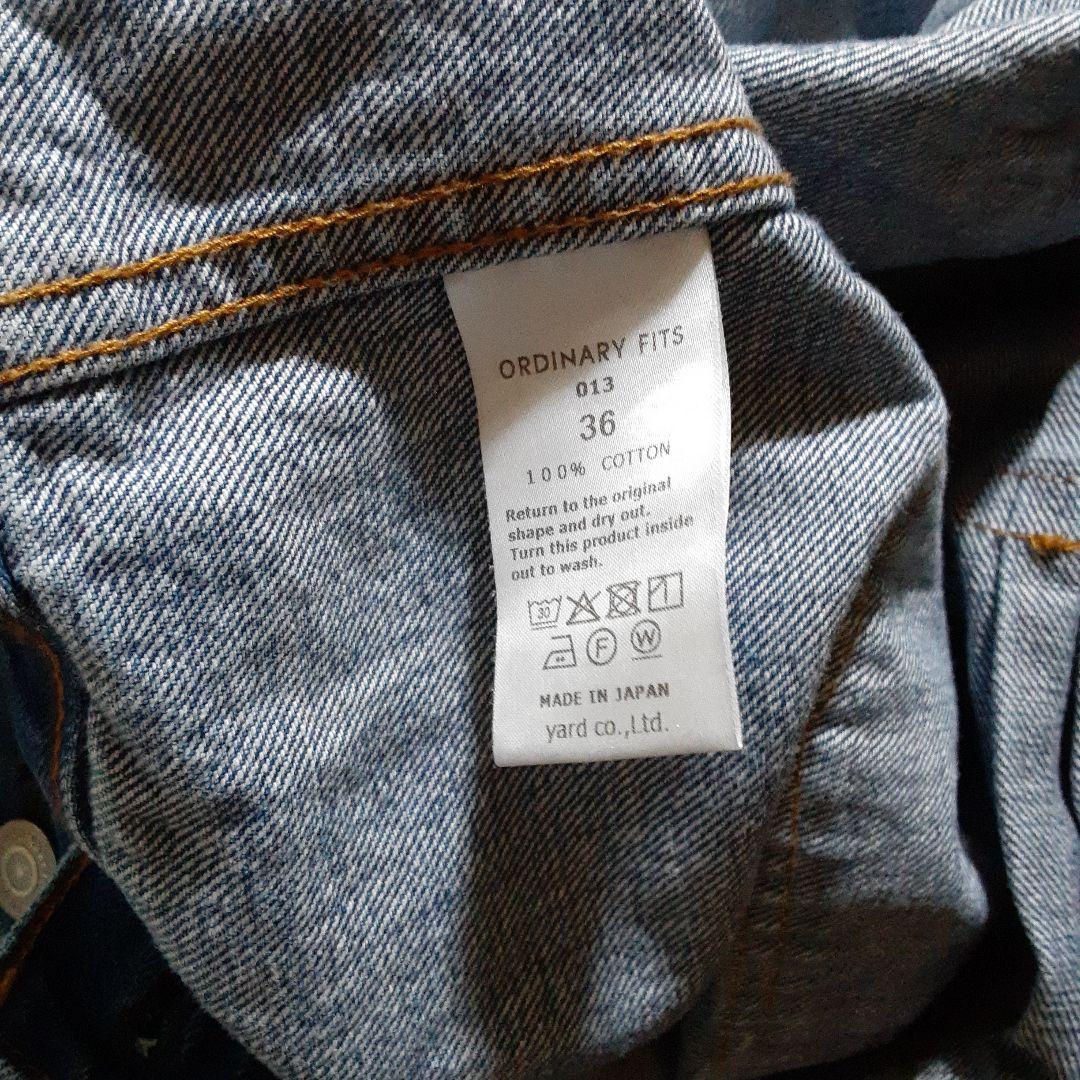 ORDINARY FITS
013
36
100% COTTON
Return to the original
shape and dry out.
Turn this product inside
out to wash.
30
F W
MADE IN JAPAN
yard co.,Ltd.